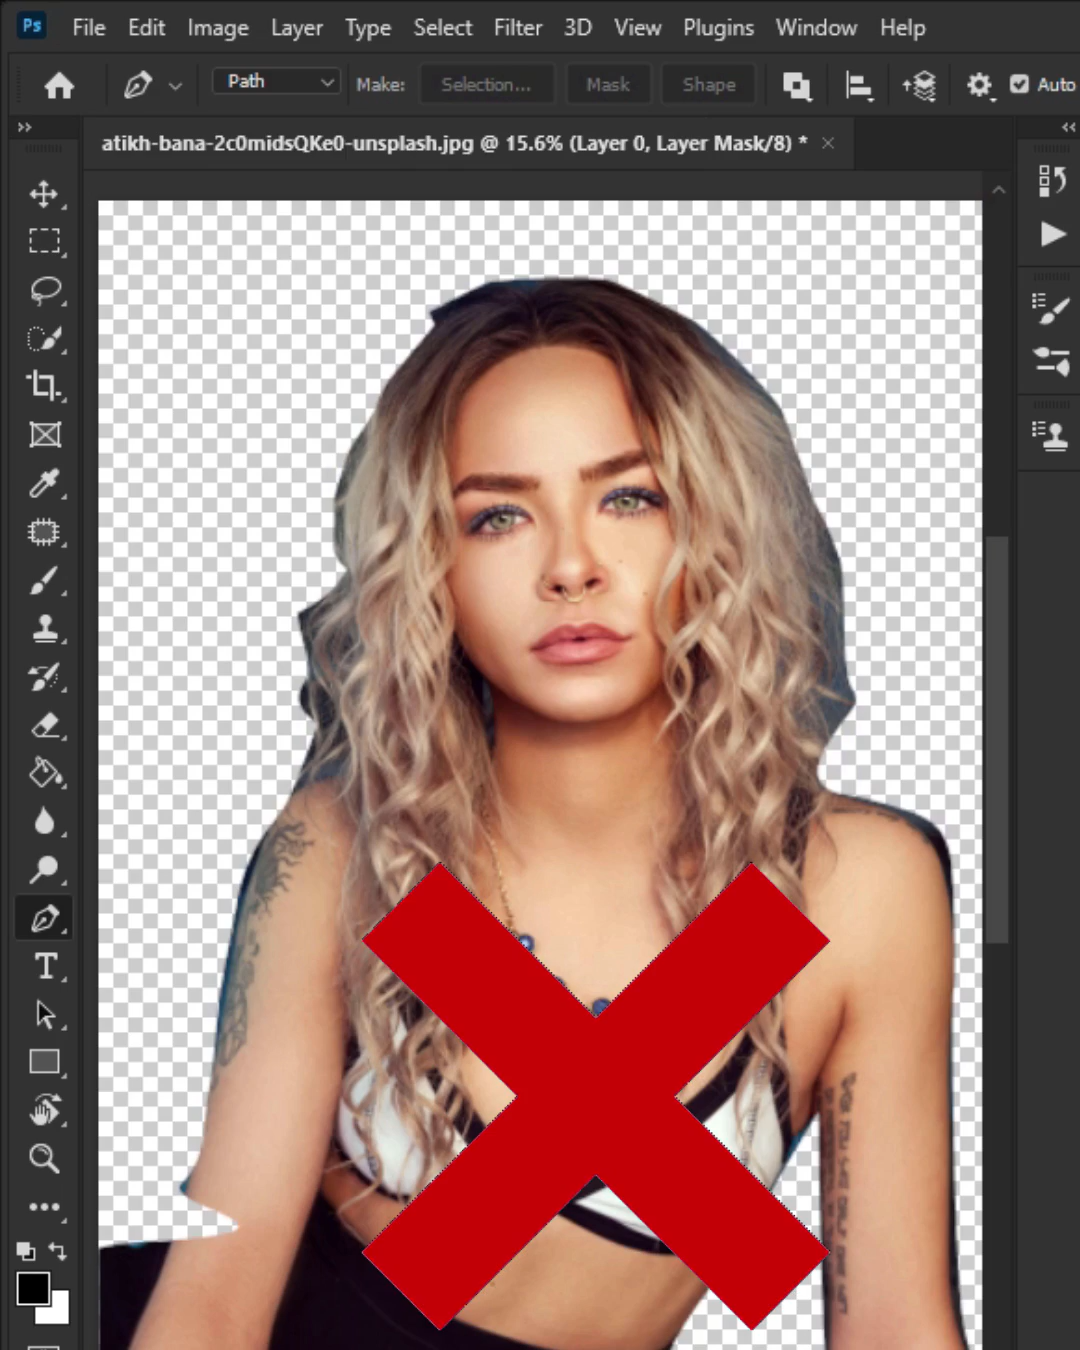 Ps File Edit Image Layer Type Select Filter 3D View Plugins Window Help
Path Make: Selection... Mask Shape Auto
atikh-bana-2c0midsQKe0-unsplash.jpg @ 15.6% (Layer 0, Layer Mask/8) * ×